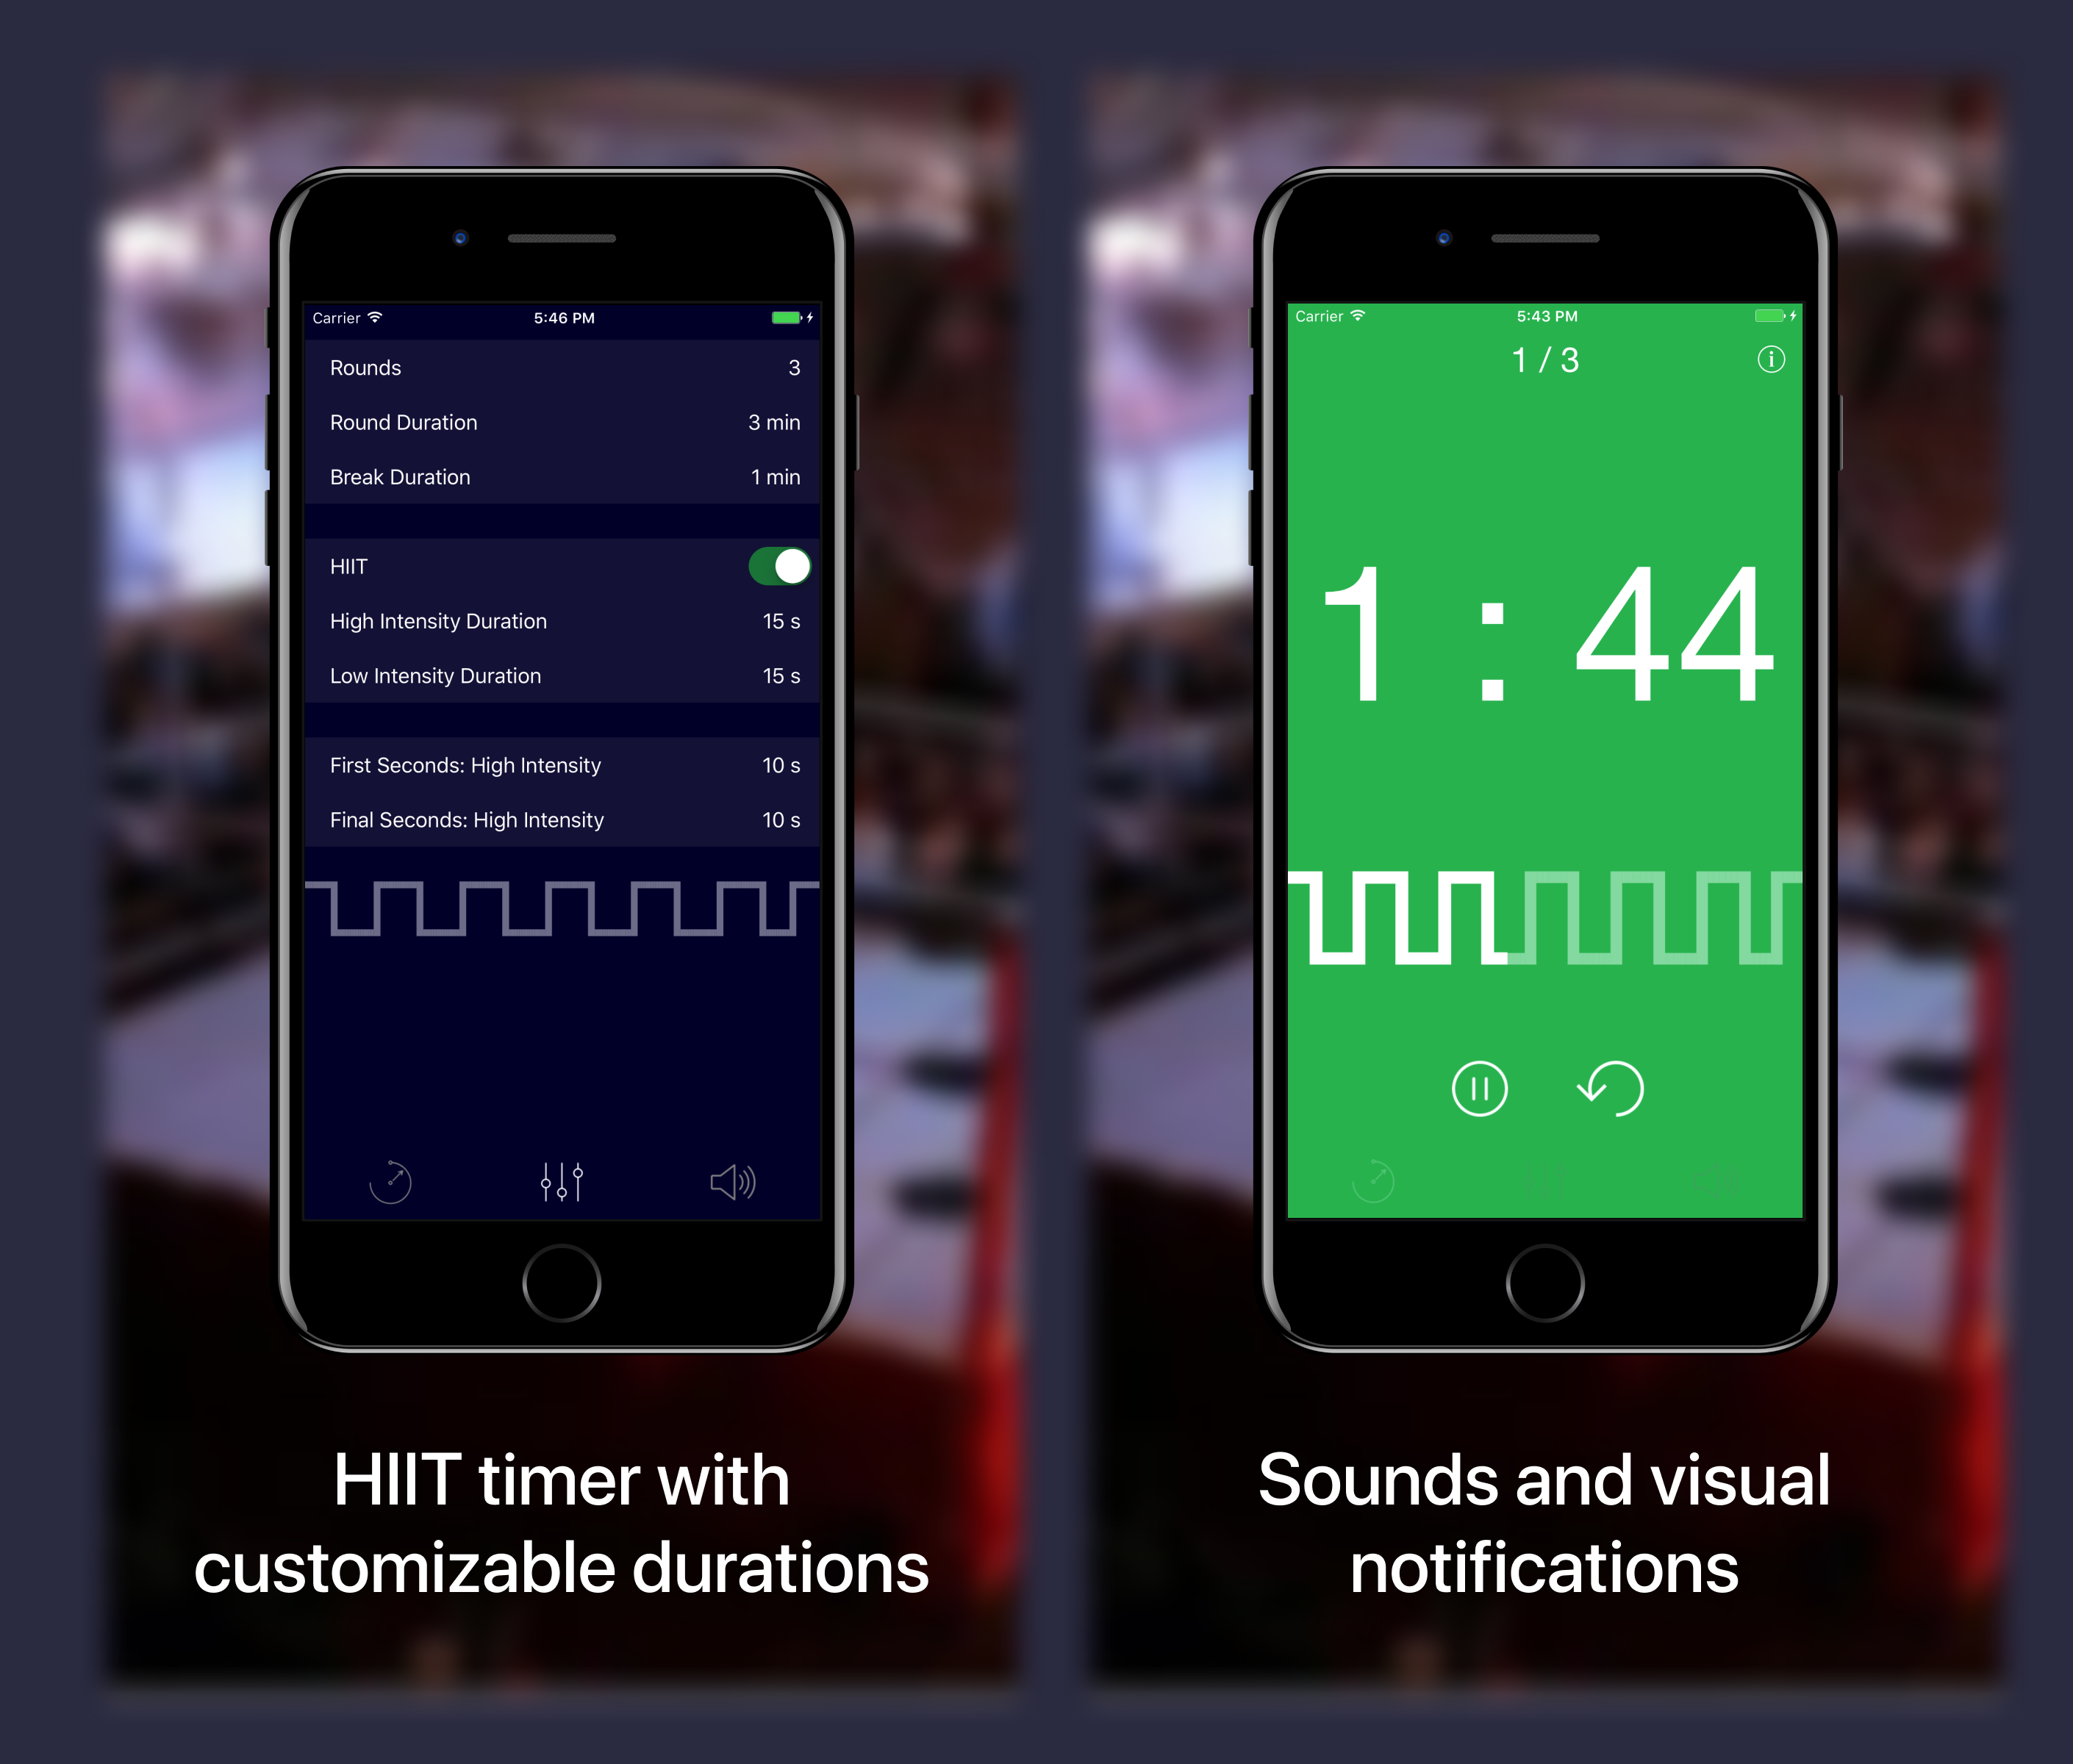 Carrier 5:46 PM
Rounds 3
Round Duration 3 min
Break Duration 1 min
HIIT
High Intensity Duration 15 s
Low Intensity Duration 15 s
First Seconds: High Intensity 10 s
Final Seconds: High Intensity 10 s
HIIT timer with
customizable durations
Carrier 5:43 PM
1 / 3
1 : 44
Sounds and visual
notifications